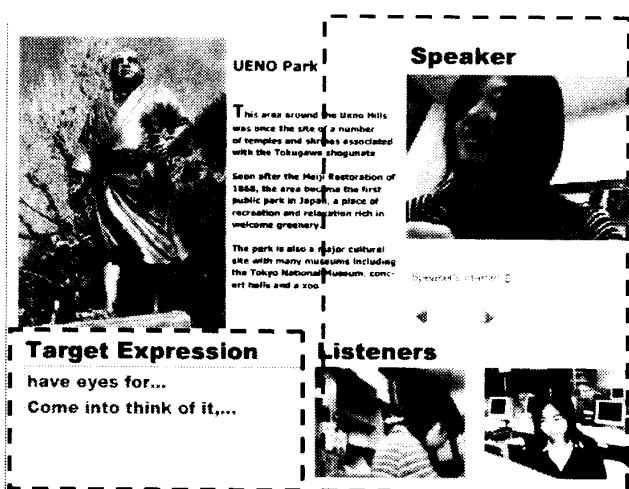 UENO Park
This area around the Ueno Hills
was once the site of a number
of temples and shrines associated
with the Tokugawa shogunate
Soon after the Meiji Restoration of
1868, the area became the first
public park in Japan, a place of
recreation and relaxation rich in
welcome greenery.
The park is also a major cultural
site with many museums including
the Tokyo National Museum, conc-
ert halls and a zoo
Target Expression
have eyes for...
Come into think of it,...
Speaker
Listeners